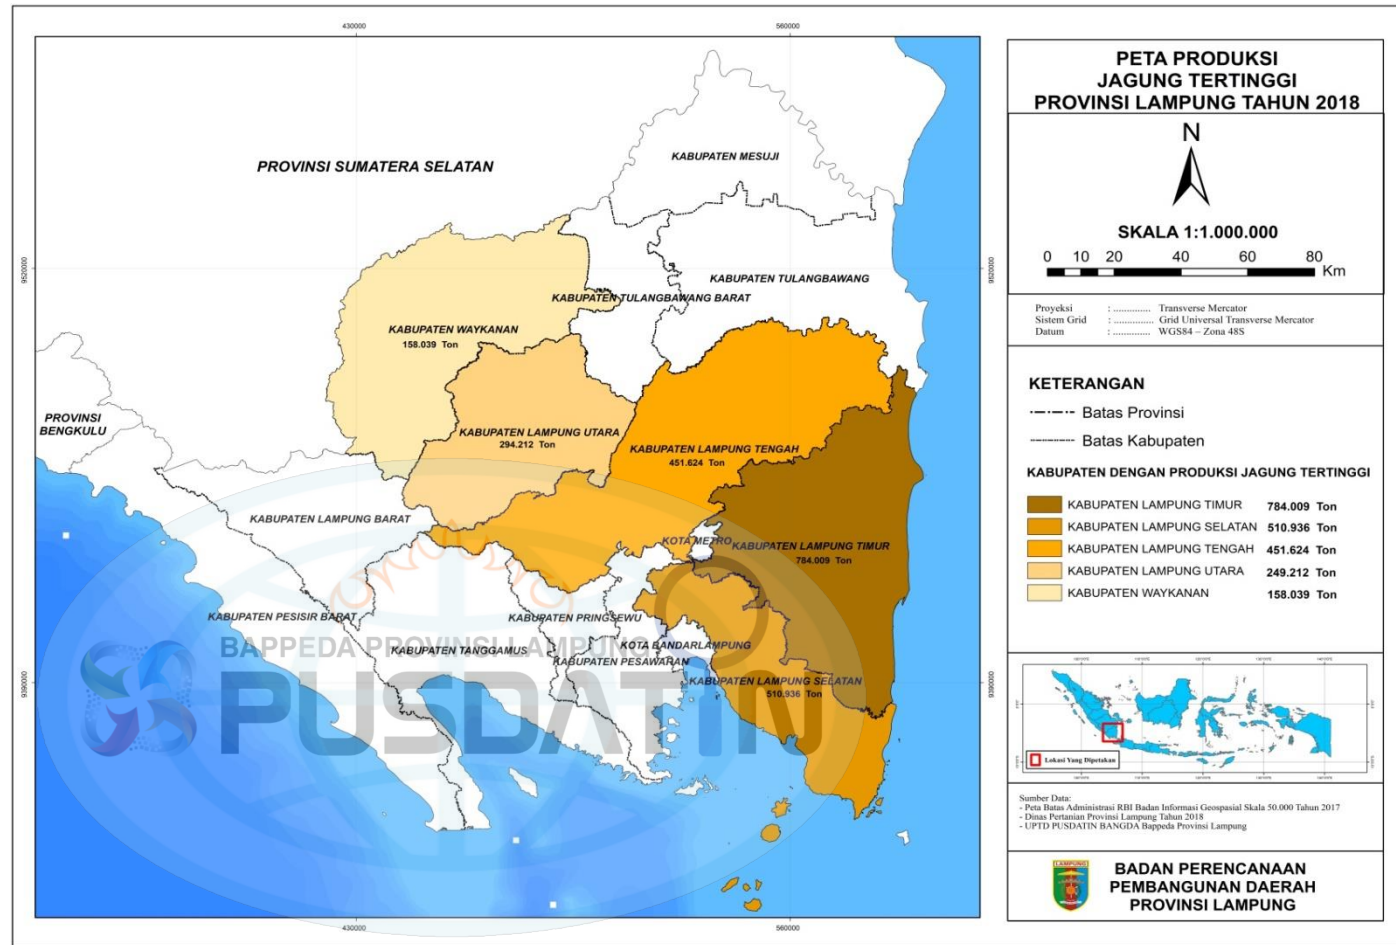 430000
560000
9520000
9520000
9390000
9390000
430000
560000
PROVINSI SUMATERA SELATAN
KABUPATEN MESUJI
KABUPATEN TULANGBAWANG
KABUPATEN TULANGBAWANG BARAT
KABUPATEN WAYKANAN
158.039 Ton
PROVINSI
BENGKULU
KABUPATEN LAMPUNG UTARA
294.212 Ton
KABUPATEN LAMPUNG TENGAH
451.624 Ton
KABUPATEN LAMPUNG BARAT
KOTA METRO
KABUPATEN LAMPUNG TIMUR
784.009 Ton
KABUPATEN PESISIR BARAT
KABUPATEN PRINGSEWU
KABUPATEN TANGGAMUS
KOTA BANDARLAMPUNG
KABUPATEN PESAWARAN
KABUPATEN LAMPUNG SELATAN
510.936 Ton
BAPPEDA PROVINSI LAMPUNG
PUSDATIN
PETA PRODUKSI
JAGUNG TERTINGGI
PROVINSI LAMPUNG TAHUN 2018
N
SKALA 1:1.000.000
0 10 20 40 60 80 Km
Proyeksi : ............. Transverse Mercator
Sistem Grid : .............. Grid Universal Transverse Mercator
Datum : ............. WGS84 – Zona 48S
KETERANGAN
Batas Provinsi
Batas Kabupaten
KABUPATEN DENGAN PRODUKSI JAGUNG TERTINGGI
KABUPATEN LAMPUNG TIMUR 784.009 Ton
KABUPATEN LAMPUNG SELATAN 510.936 Ton
KABUPATEN LAMPUNG TENGAH 451.624 Ton
KABUPATEN LAMPUNG UTARA 249.212 Ton
KABUPATEN WAYKANAN 158.039 Ton
Lokasi Yang Dipetakan
Sumber Data:
- Peta Batas Administrasi RBI Badan Informasi Geospasial Skala 50.000 Tahun 2017
- Dinas Pertanian Provinsi Lampung Tahun 2018
- UPTD PUSDATIN BANGDA Bappeda Provinsi Lampung
LAMPUNG
BADAN PERENCANAAN
PEMBANGUNAN DAERAH
PROVINSI LAMPUNG